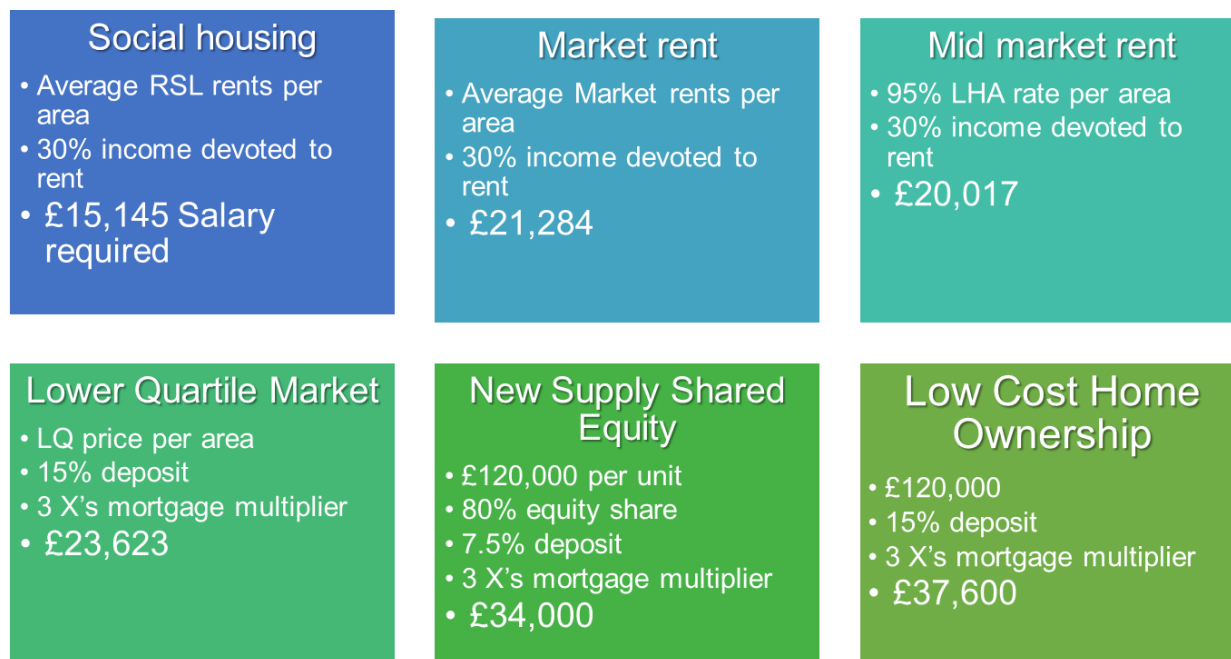 Social housing
• Average RSL rents per
area
• 30% income devoted to
rent
• £15,145 Salary
required
Market rent
• Average Market rents per
area
• 30% income devoted to
rent
• £21,284
Mid market rent
• 95% LHA rate per area
• 30% income devoted to
rent
• £20,017
Lower Quartile Market
• LQ price per area
• 15% deposit
• 3 X’s mortgage multiplier
• £23,623
New Supply Shared
Equity
• £120,000 per unit
• 80% equity share
• 7.5% deposit
• 3 X’s mortgage multiplier
• £34,000
Low Cost Home
Ownership
• £120,000
• 15% deposit
• 3 X’s mortgage multiplier
• £37,600